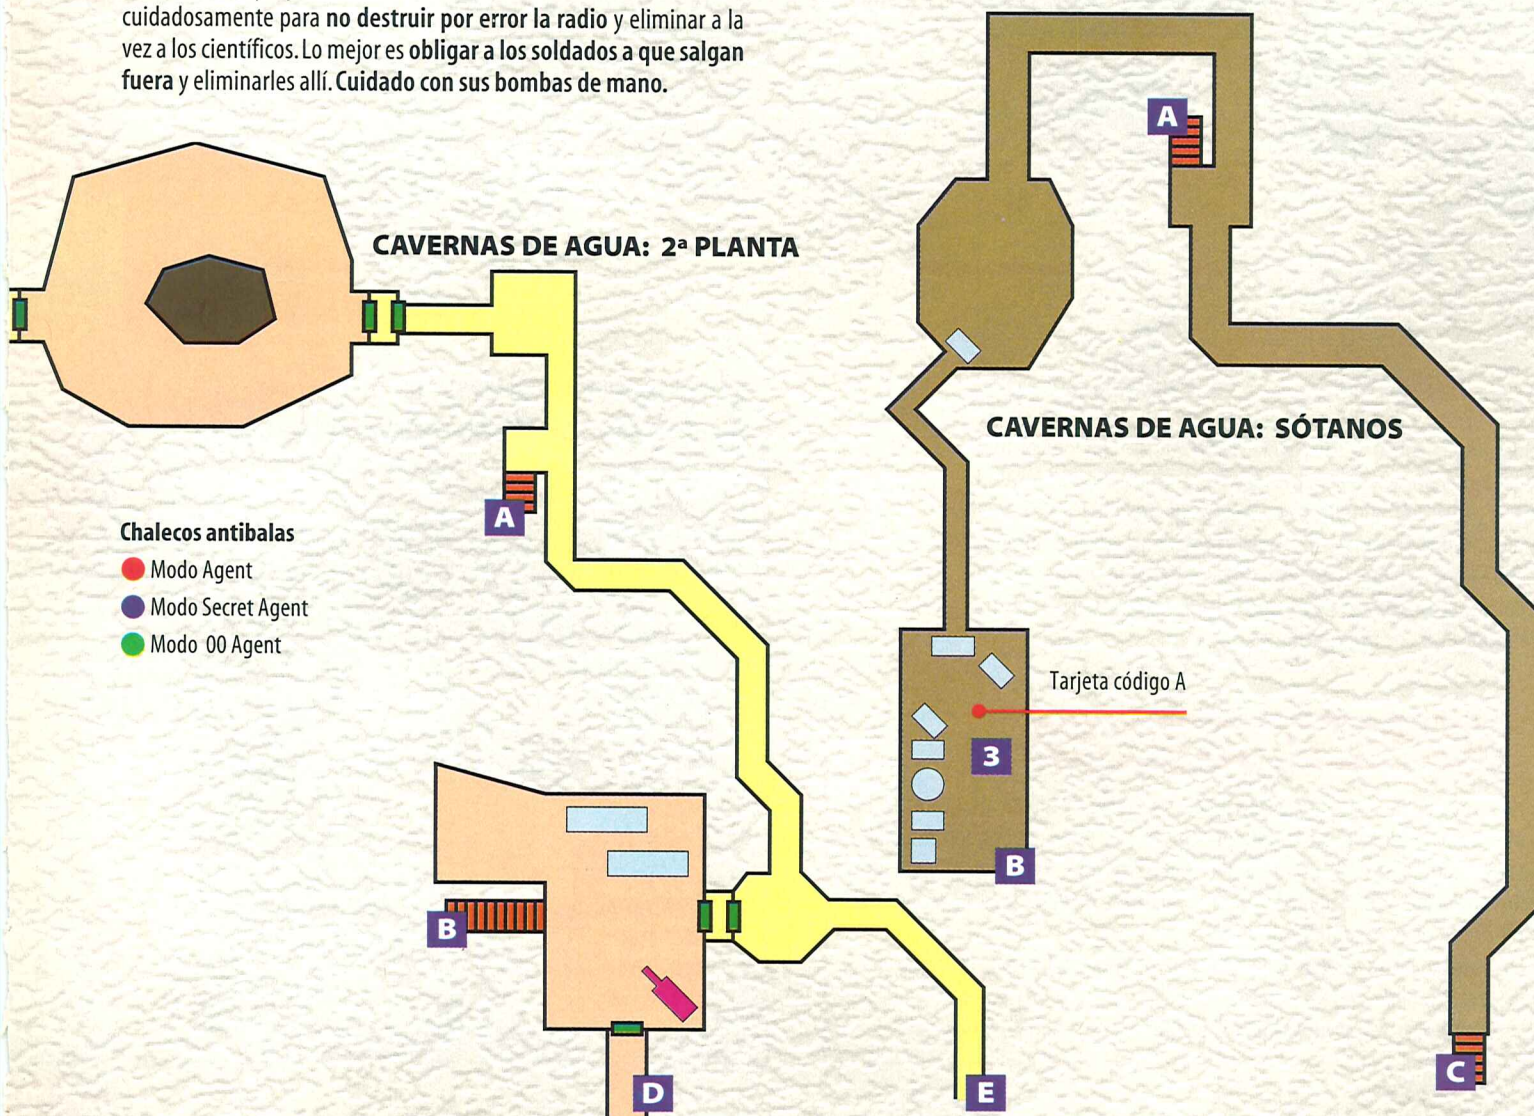 cuidadosamente para no destruir por error la radio y eliminar a la
vez a los científicos. Lo mejor es obligar a los soldados a que salgan
fuera y eliminarles allí. Cuidado con sus bombas de mano.
A
CAVERNAS DE AGUA: 2ª PLANTA
CAVERNAS DE AGUA: SÓTANOS
A
Chalecos antibalas
Modo Agent
Modo Secret Agent
Modo 00 Agent
Tarjeta código A
3
B
B
C
D
E